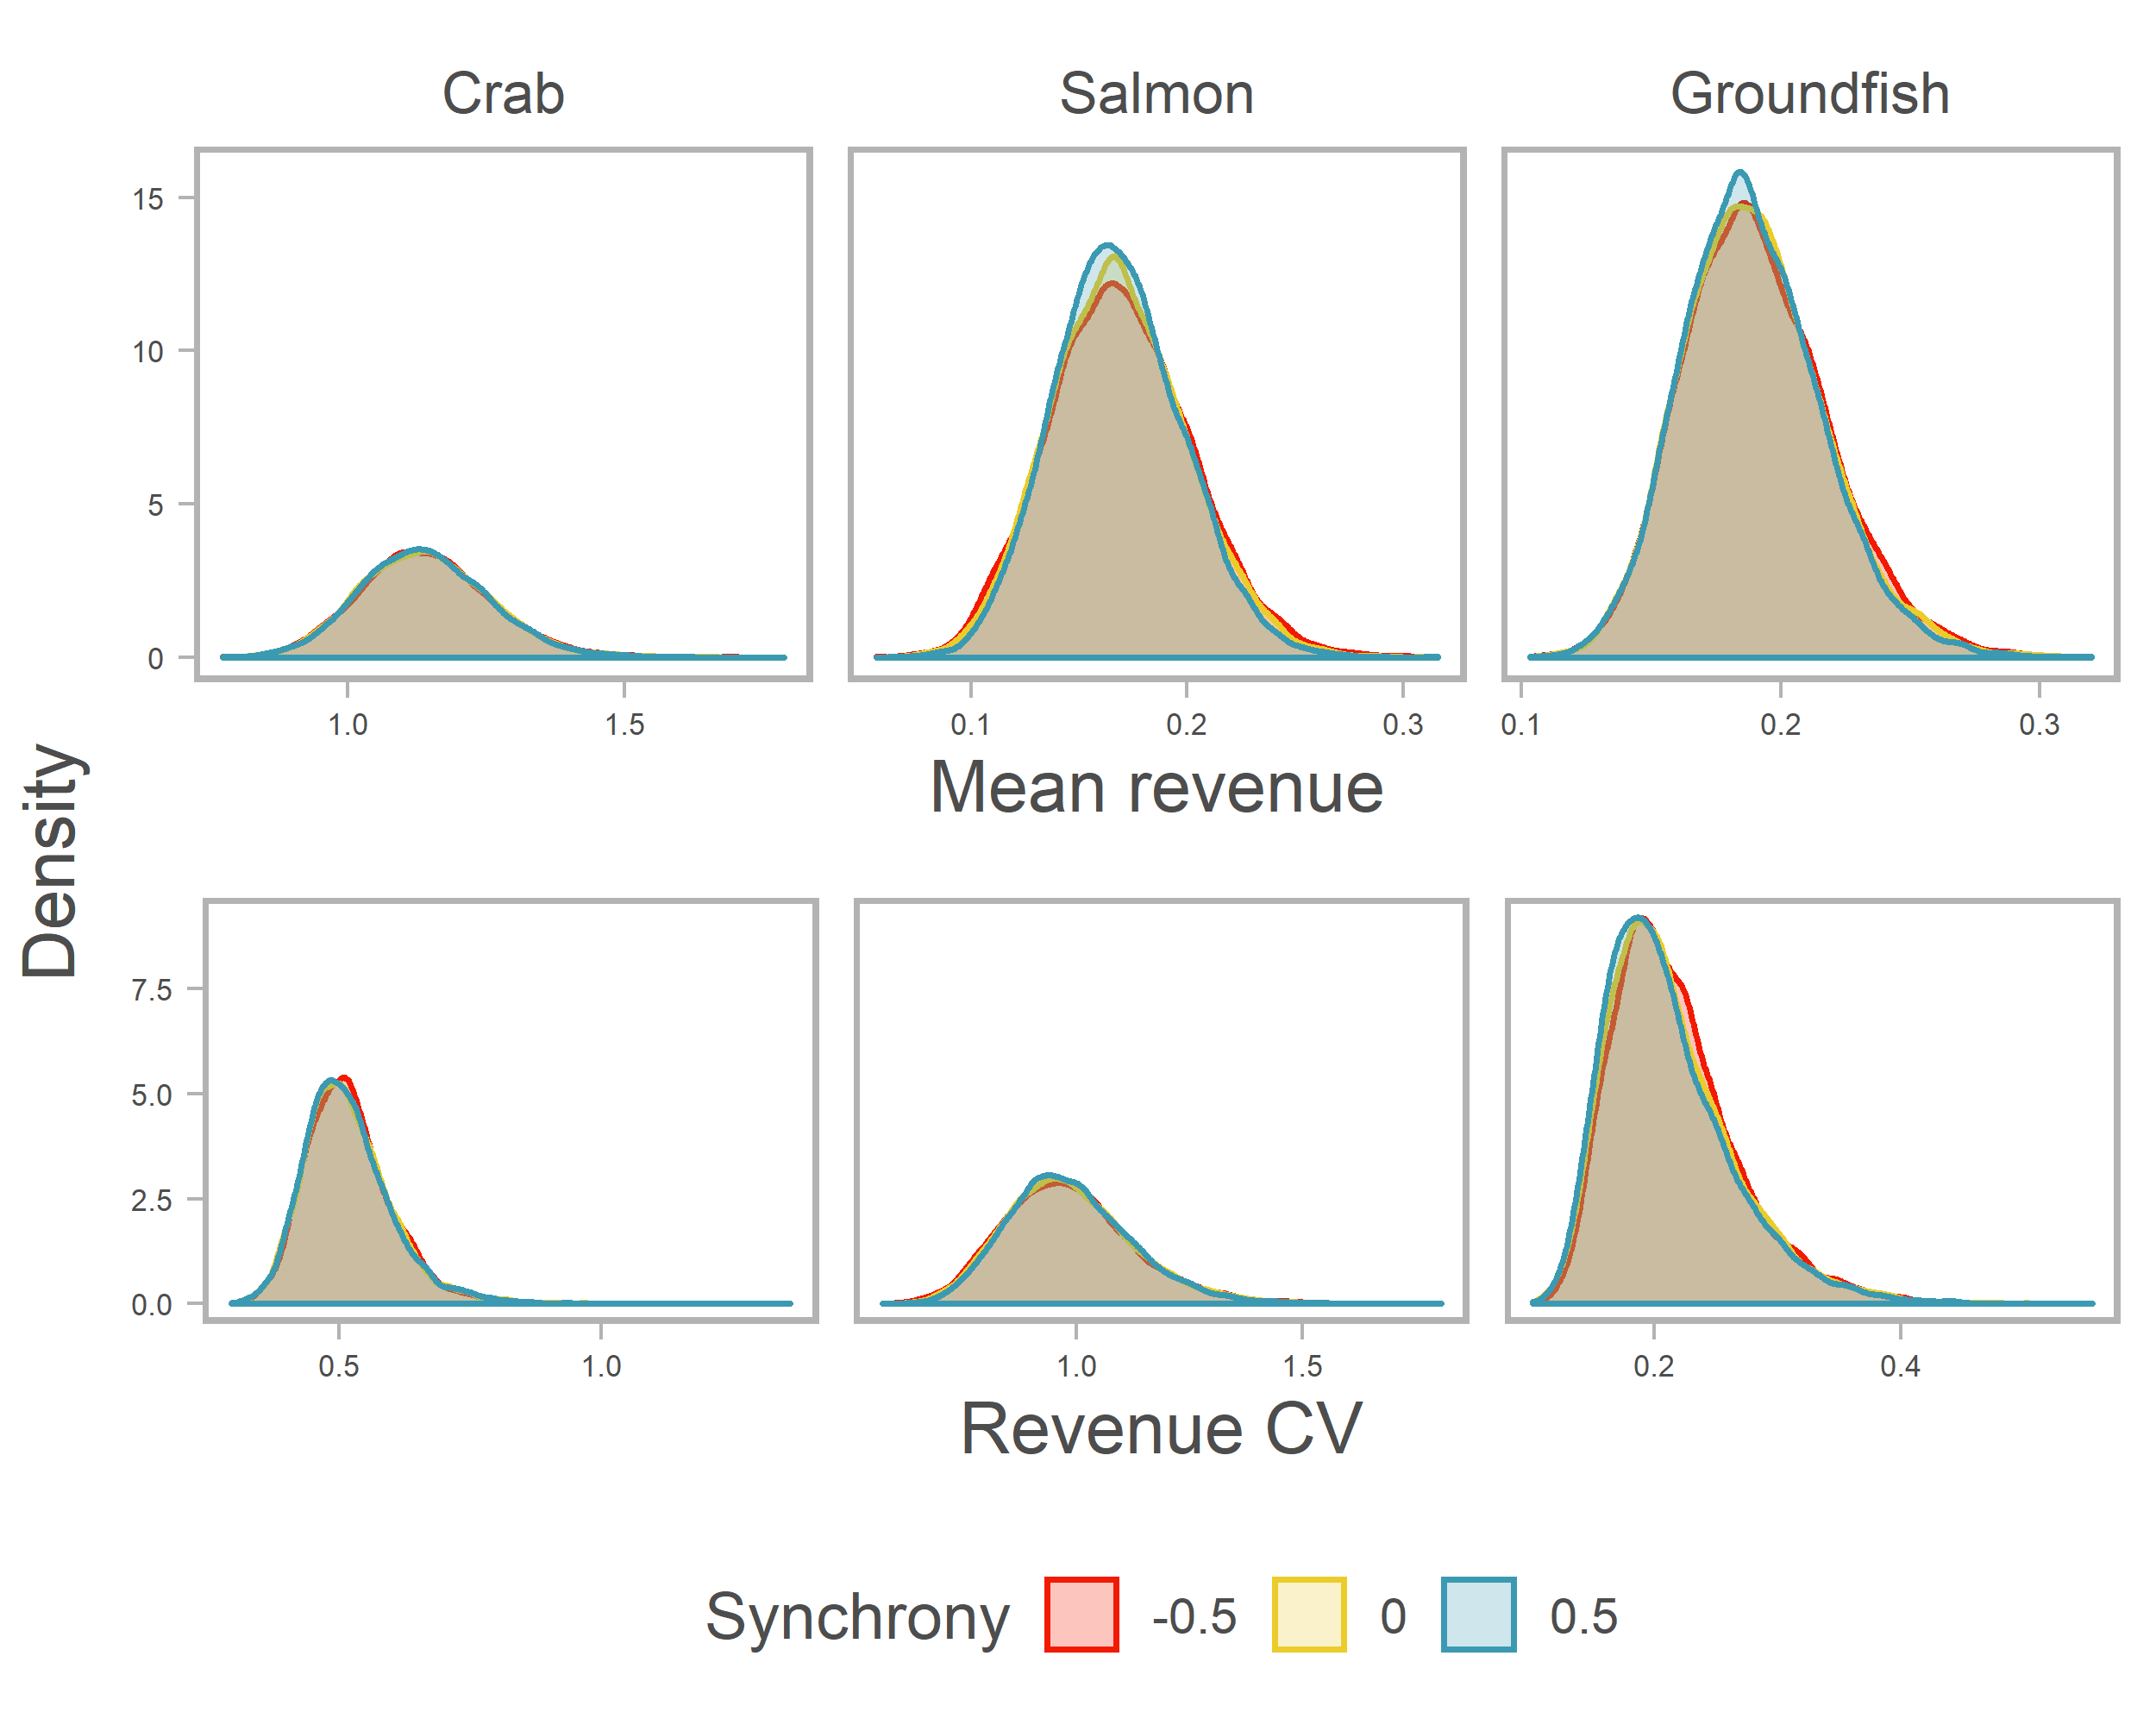 Crab Salmon Groundfish
15
10
5
0
1.0 1.5 0.1 0.2 0.3 0.1 0.2 0.3
Mean revenue
Density
7.5
5.0
2.5
0.0
0.5 1.0 1.0 1.5 0.2 0.4
Revenue CV
Synchrony -0.5 0 0.5